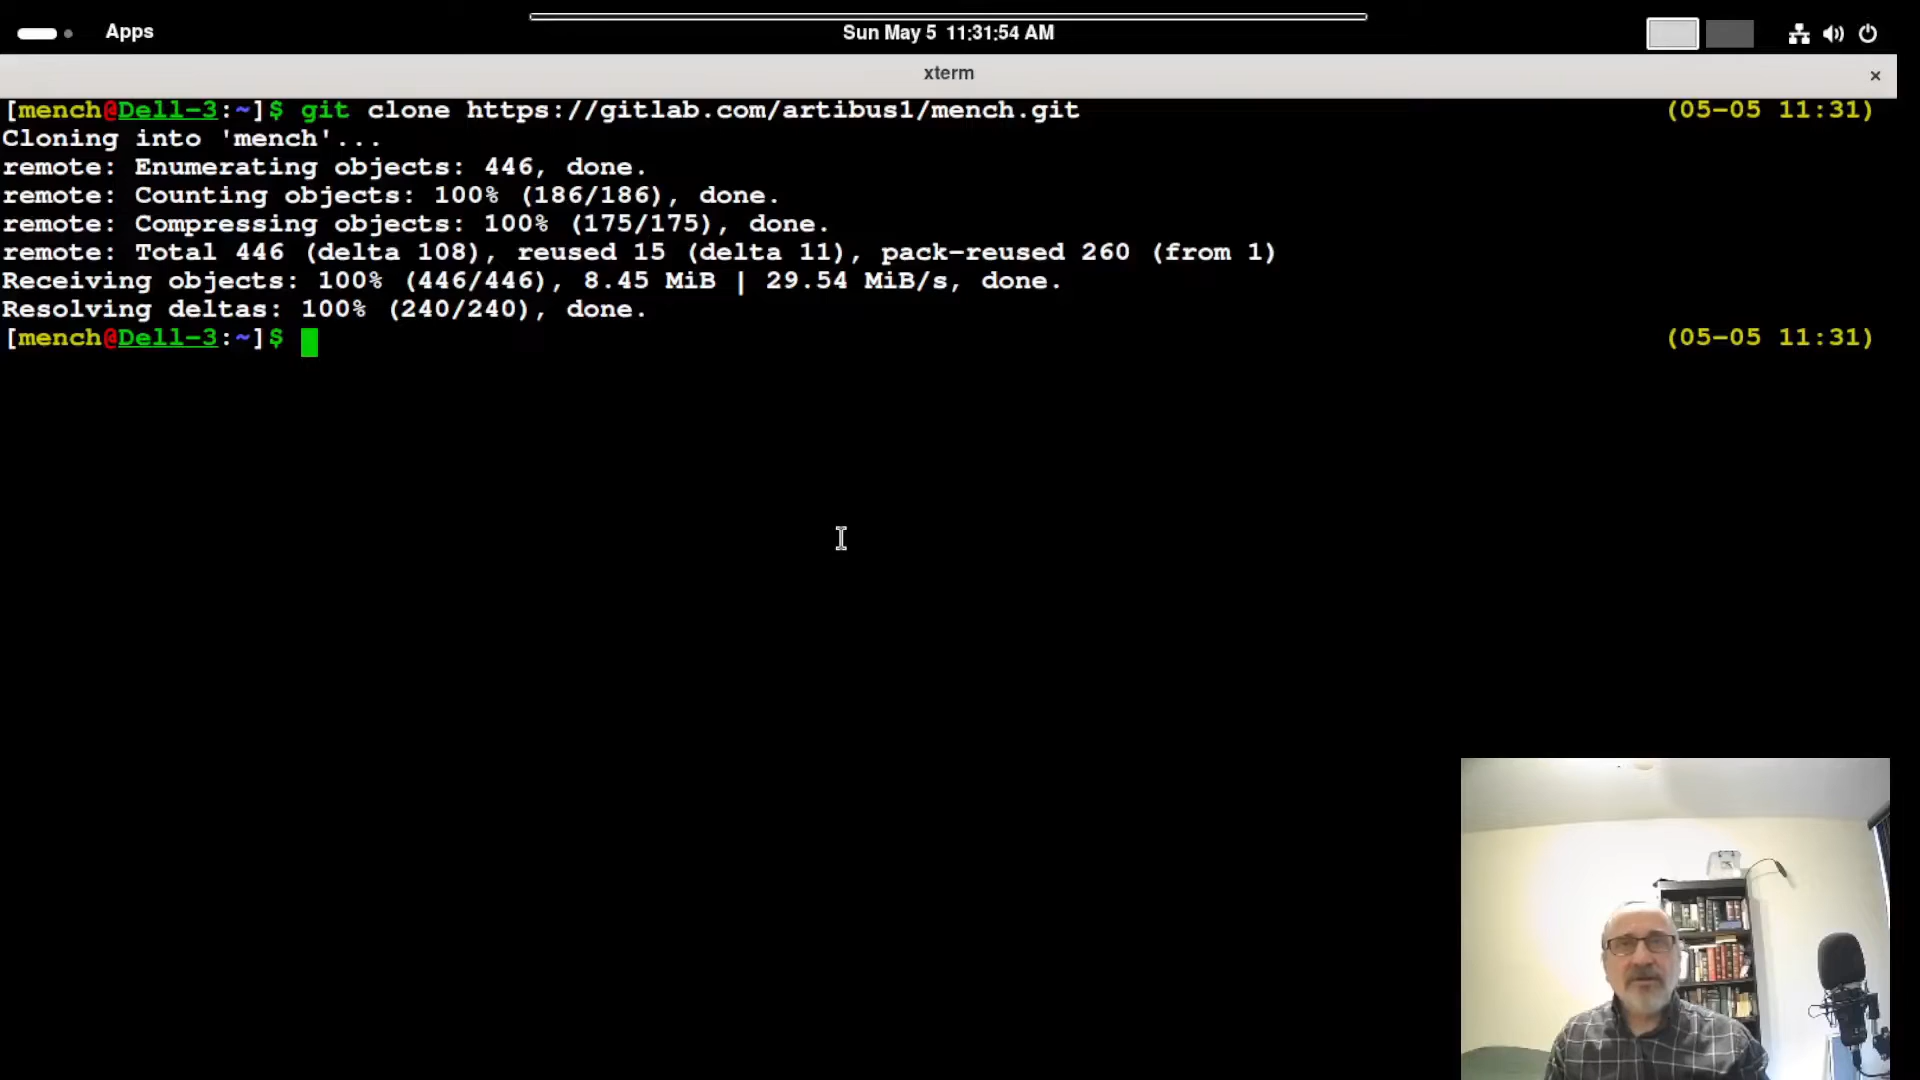 Apps
Sun May 5 11:31:54 AM
xterm
[mench@Dell-3:~]$ git clone https://gitlab.com/artibus1/mench.git (05-05 11:31)
Cloning into 'mench'...
remote: Enumerating objects: 446, done.
remote: Counting objects: 100% (186/186), done.
remote: Compressing objects: 100% (175/175), done.
remote: Total 446 (delta 108), reused 15 (delta 11), pack-reused 260 (from 1)
Receiving objects: 100% (446/446), 8.45 MiB | 29.54 MiB/s, done.
Resolving deltas: 100% (240/240), done.
[mench@Dell-3:~]$ (05-05 11:31)